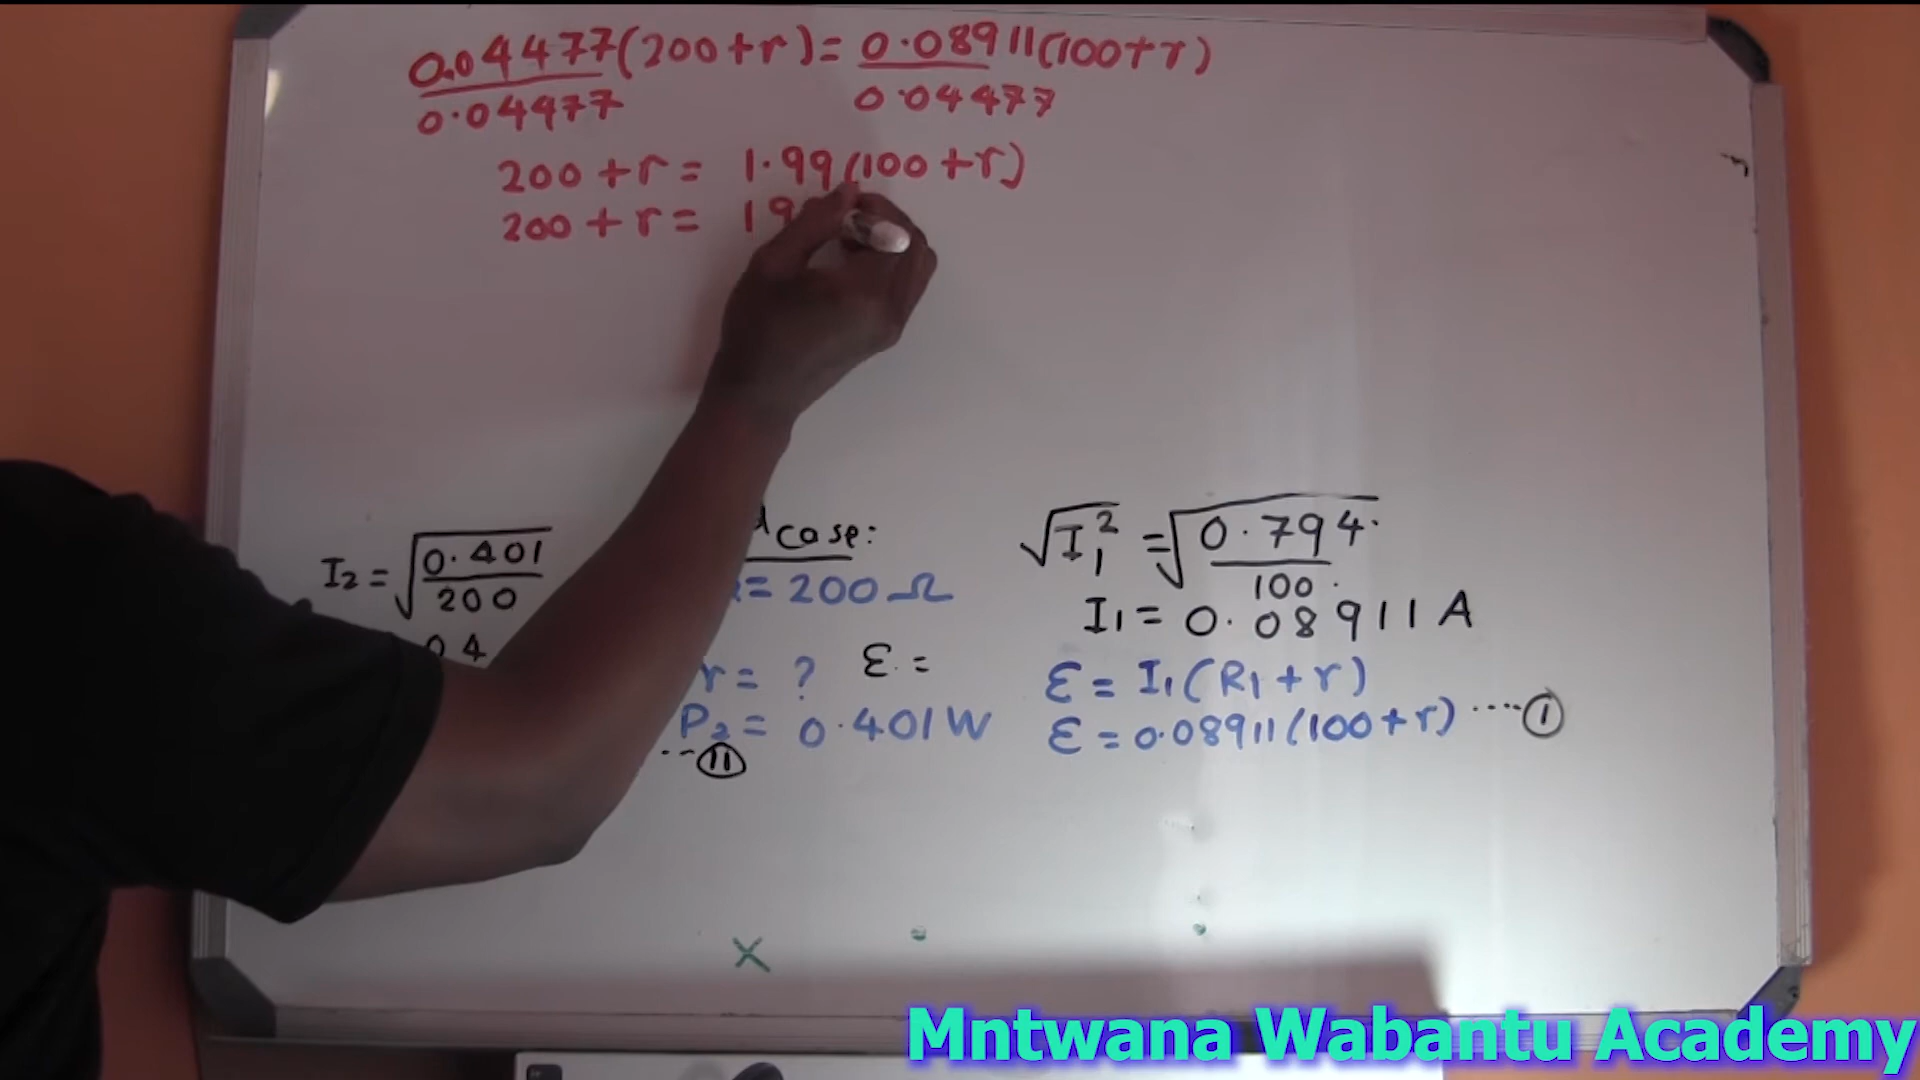 0.04477(200+r) = 0.08911(100+r)
0.04477 0.04477
200+r = 1.99(100+r)
200+r = 19
I₂ = √0.401/200
04
case:
= 200 Ω
r = ? ε =
P₂ = 0.401 W
... (II)
√I₁² = √0.794/100
I₁ = 0.08911 A
ε = I₁(R₁+r)
ε = 0.08911(100+r) ....(1)
X
Mntwana Wabantu Academy